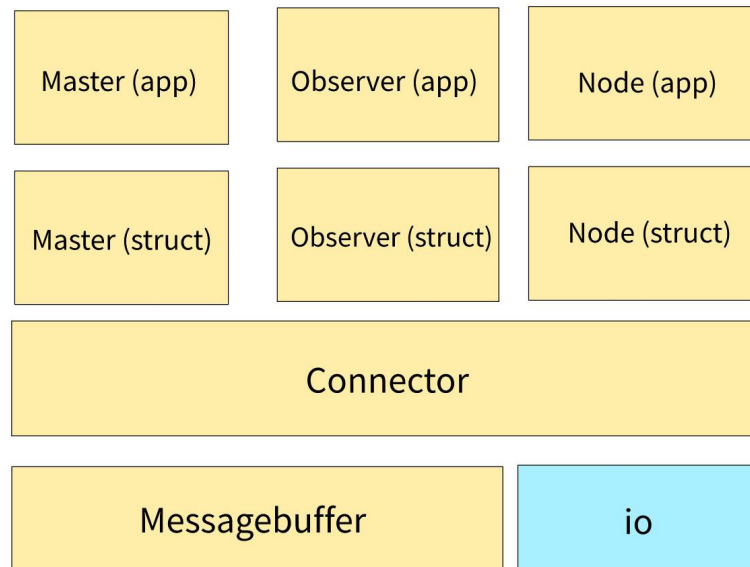 Master (app)
Observer (app)
Node (app)
Master (struct)
Observer (struct)
Node (struct)
Connector
Messagebuffer
io